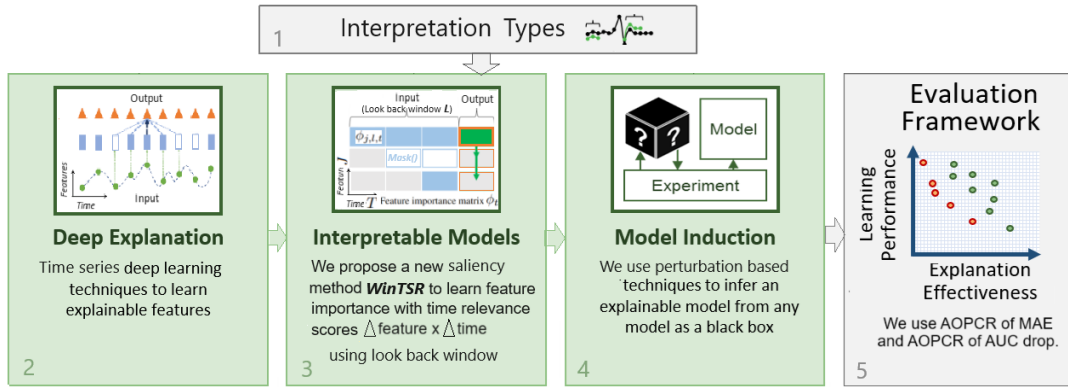 1
Interpretation Types
Output
Features
Time
Input
Deep Explanation
Time series deep learning
techniques to learn
explainable features
2
Input
(Look back window L)
Output
ϕj,l,t
Mask()
Featurn J
Time T Feature importance matrix ϕt
Interpretable Models
We propose a new saliency
method WinTSR to learn feature
importance with time relevance
scores △ feature x △ time
using look back window
3
? ?
Model
Experiment
Model Induction
We use perturbation based
techniques to infer an
explainable model from any
model as a black box
4
Evaluation
Framework
Learning
Performance
Explanation
Effectiveness
We use AOPCR of MAE
and AOPCR of AUC drop.
5